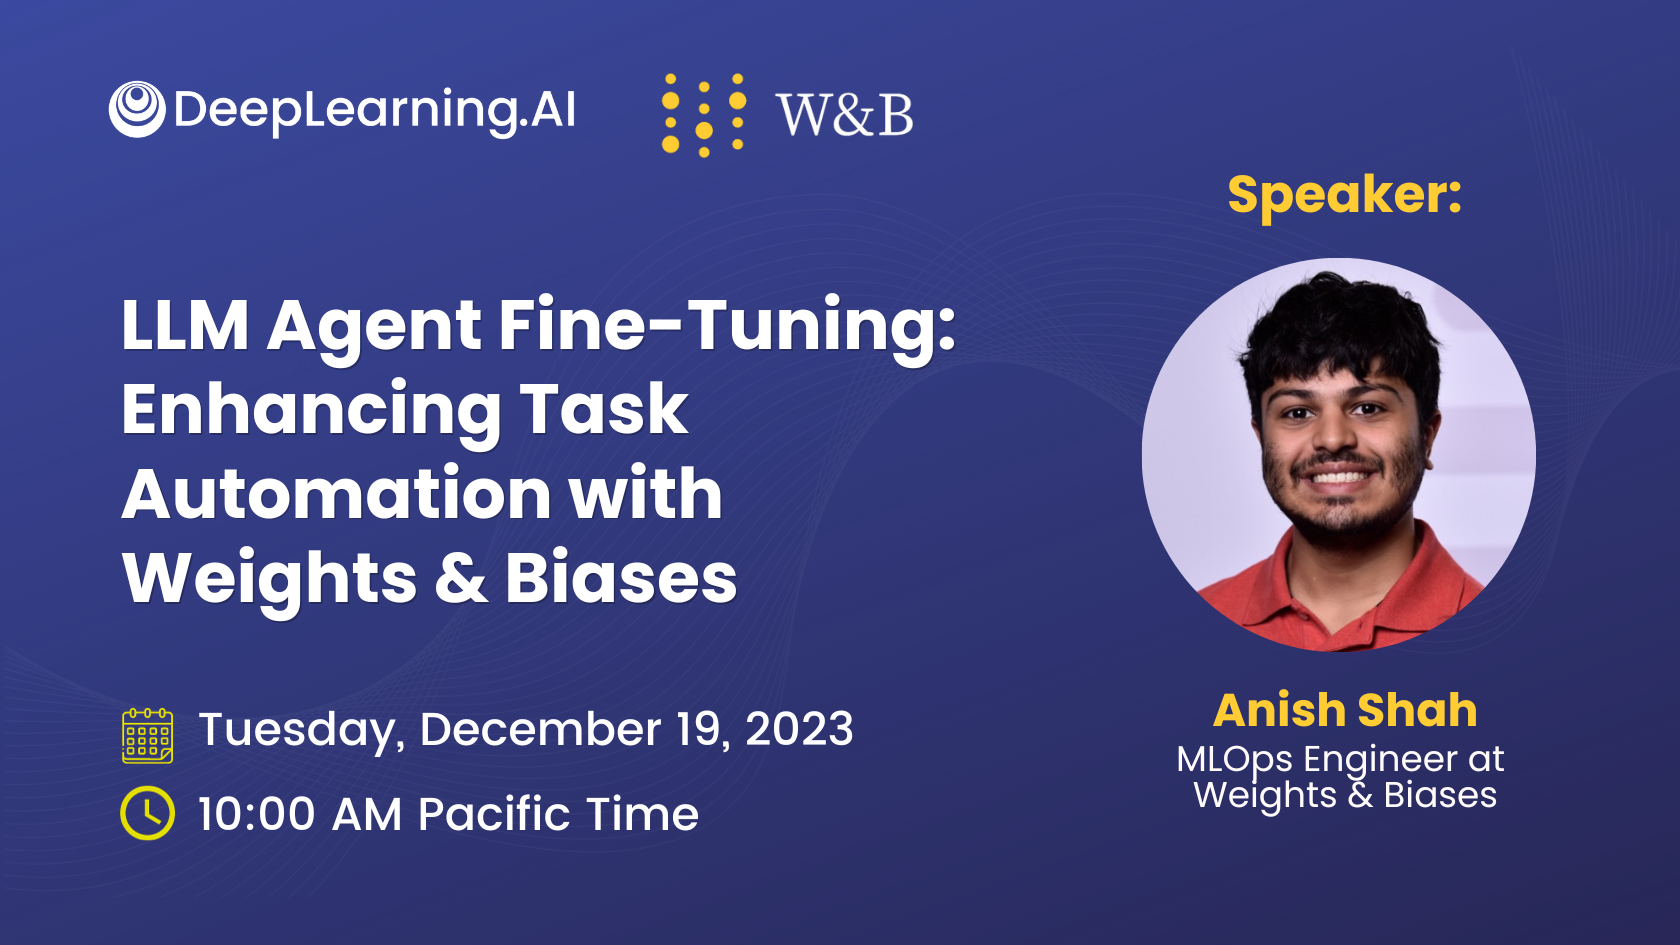 DeepLearning.AI
W&B
LLM Agent Fine-Tuning:
Enhancing Task
Automation with
Weights & Biases
Tuesday, December 19, 2023
10:00 AM Pacific Time
Speaker:
Anish Shah
MLOps Engineer at
Weights & Biases